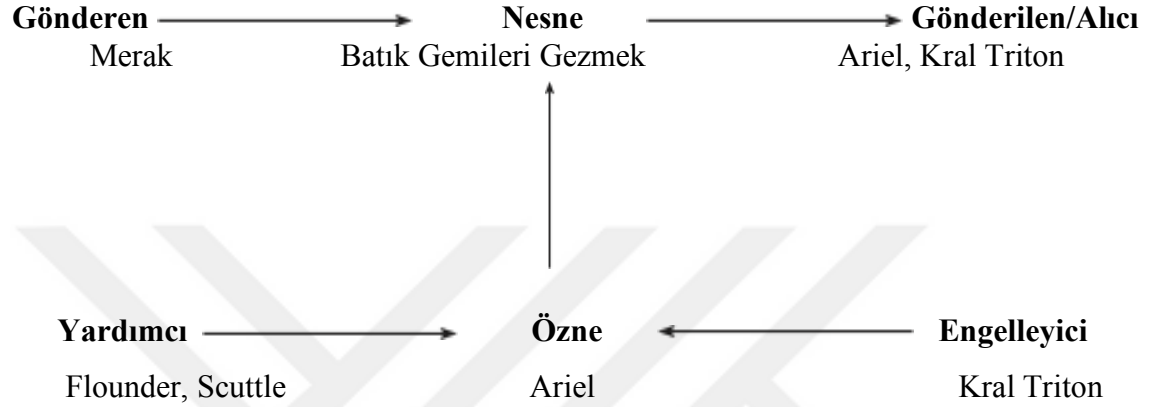 Gönderen Nesne Gönderilen/Alıcı
Merak Batık Gemileri Gezmek Ariel, Kral Triton
Yardımcı Özne Engelleyici
Flounder, Scuttle Ariel Kral Triton